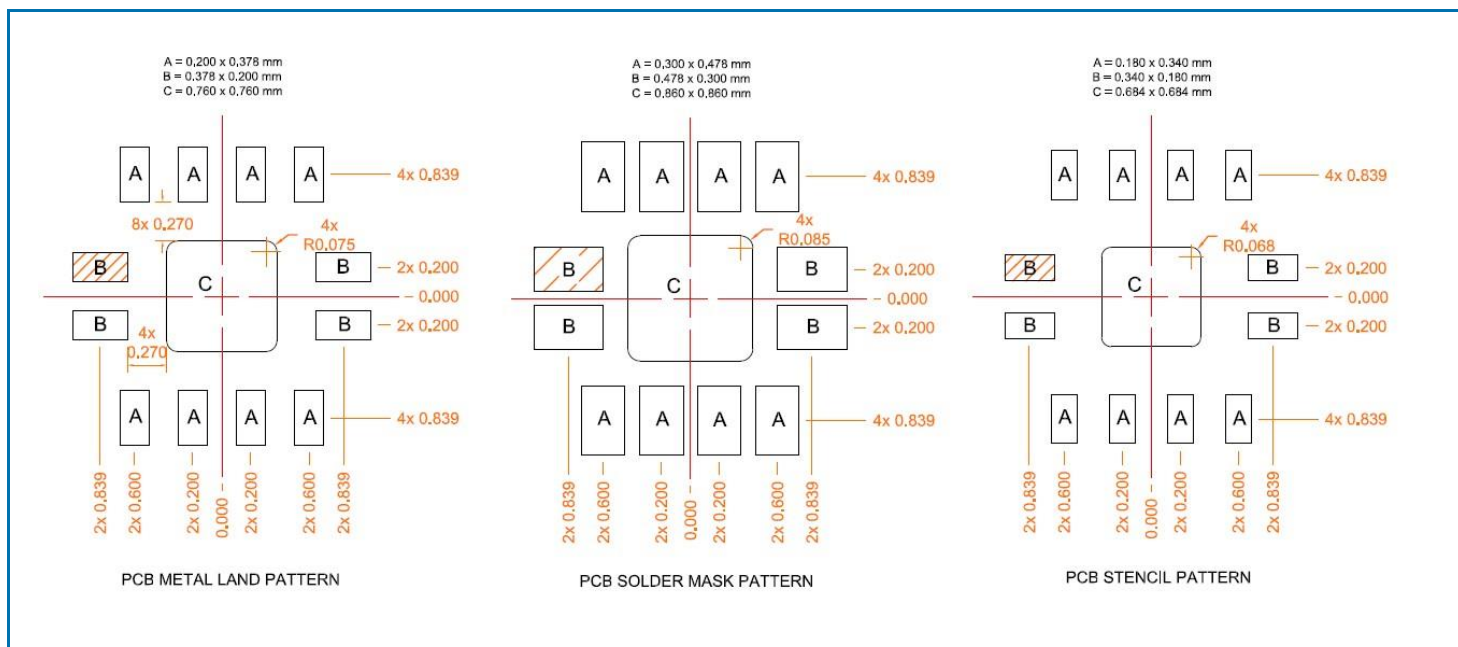 A = 0.200 x 0.378 mm
B = 0.378 x 0.200 mm
C = 0.760 x 0.760 mm
A
A
A
A
4x 0.839
8x 0.270
4x
R0.075
B
C
B
2x 0.200
0.000
B
B
2x 0.200
4x
0.270
A
A
A
A
4x 0.839
2x 0.839
2x 0.600
2x 0.200
0.000
2x 0.200
2x 0.600
2x 0.839
PCB METAL LAND PATTERN
A = 0.300 x 0.478 mm
B = 0.478 x 0.300 mm
C = 0.860 x 0.860 mm
A
A
A
A
4x 0.839
4x
R0.085
B
C
B
2x 0.200
0.000
B
B
2x 0.200
A
A
A
A
4x 0.839
2x 0.839
2x 0.600
2x 0.200
0.000
2x 0.200
2x 0.600
2x 0.839
PCB SOLDER MASK PATTERN
A = 0.180 x 0.340 mm
B = 0.340 x 0.180 mm
C = 0.684 x 0.684 mm
A
A
A
A
4x 0.839
4x
R0.068
B
C
B
2x 0.200
0.000
B
B
2x 0.200
A
A
A
A
4x 0.839
2x 0.839
2x 0.600
2x 0.200
0.000
2x 0.200
2x 0.600
2x 0.839
PCB STENCIL PATTERN